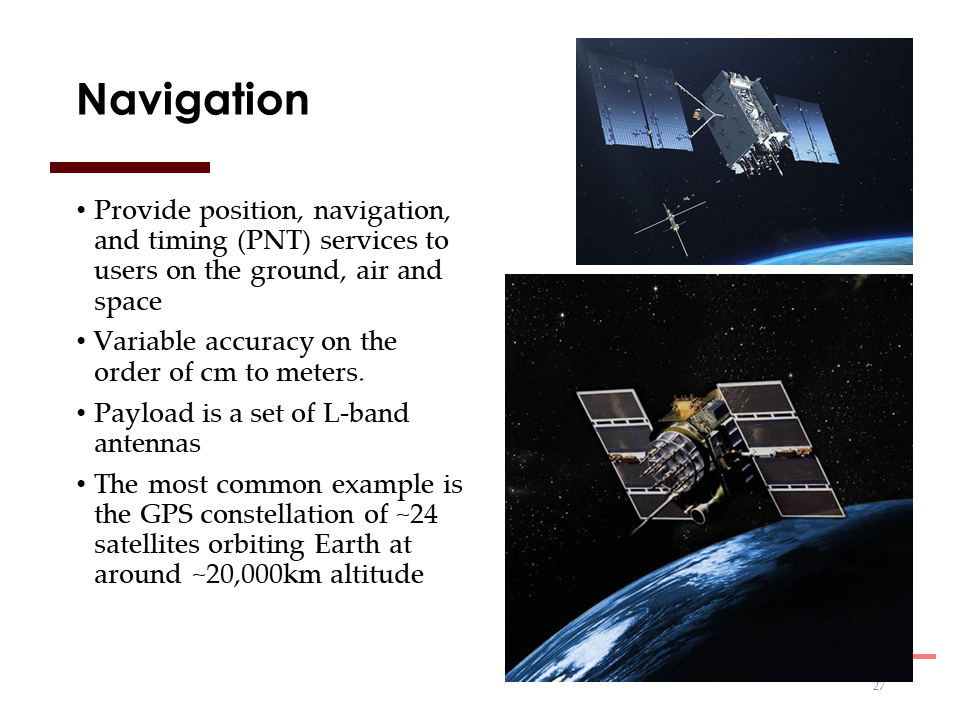 Navigation
• Provide position, navigation,
and timing (PNT) services to
users on the ground, air and
space
• Variable accuracy on the
order of cm to meters.
• Payload is a set of L-band
antennas
• The most common example is
the GPS constellation of ~24
satellites orbiting Earth at
around ~20,000km altitude
27